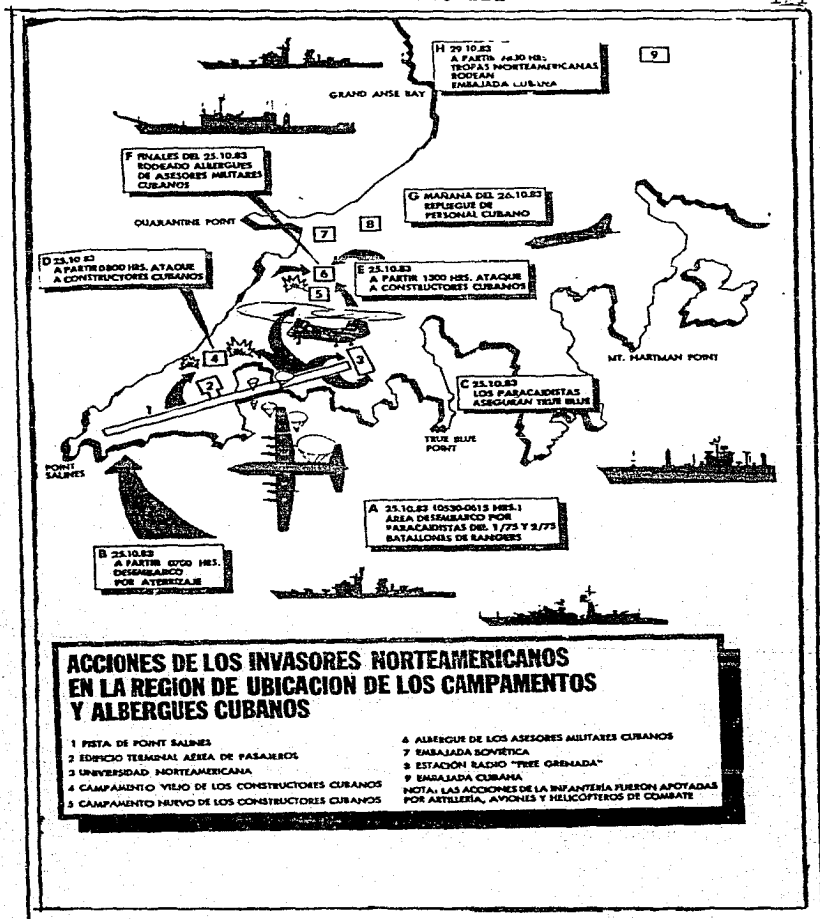 H 29.10.83
A PARTIR HRS.
TROPAS NORTEAMERICANAS
RODEAN
EMBAJADA CUBANA
9
GRAND ANSE BAY
F FINALES DEL 25.10.83
RODEADO ALBERGUES
DE ASESORES MILITARES
CUBANOS
G MAÑANA DEL 26.10.83
REPLIEGUE DE
PERSONAL CUBANO
QUARANTINE POINT
7
8
D 25.10.83
A PARTIR 0800 HRS. ATAQUE
A CONSTRUCTORES CUBANOS
6
5
E 25.10.83
A PARTIR 1300 HRS. ATAQUE
A CONSTRUCTORES CUBANOS
4
3
2
1
MT. HARTMAN POINT
C 25.10.83
LOS PARACAIDISTAS
ASEGURAN TRUE BLUE
TRUE BLUE
POINT
POINT
SALINES
A 25.10.83 (0530-0615 HRS.)
ÁREA DESEMBARCO POR
PARACAIDISTAS DEL 1/75 Y 2/75
BATALLONES DE RANGERS
B 25.10.83
A PARTIR 0700 HRS.
DESEMBARCO
POR ATERRIZAJE
ACCIONES DE LOS INVASORES NORTEAMERICANOS
EN LA REGION DE UBICACION DE LOS CAMPAMENTOS
Y ALBERGUES CUBANOS
1 PISTA DE POINT SALINES
2 EDIFICIO TERMINAL AÉREA DE PASAJEROS
3 UNIVERSIDAD NORTEAMERICANA
4 CAMPAMENTO VIEJO DE LOS CONSTRUCTORES CUBANOS
5 CAMPAMENTO NUEVO DE LOS CONSTRUCTORES CUBANOS
6 ALBERGUE DE LOS ASESORES MILITARES CUBANOS
7 EMBAJADA SOVIÉTICA
8 ESTACIÓN RADIO "FREE GRENADA"
9 EMBAJADA CUBANA
NOTA: LAS ACCIONES DE LA INFANTERÍA FUERON APOYADAS
POR ARTILLERÍA, AVIONES Y HELICÓPTEROS DE COMBATE